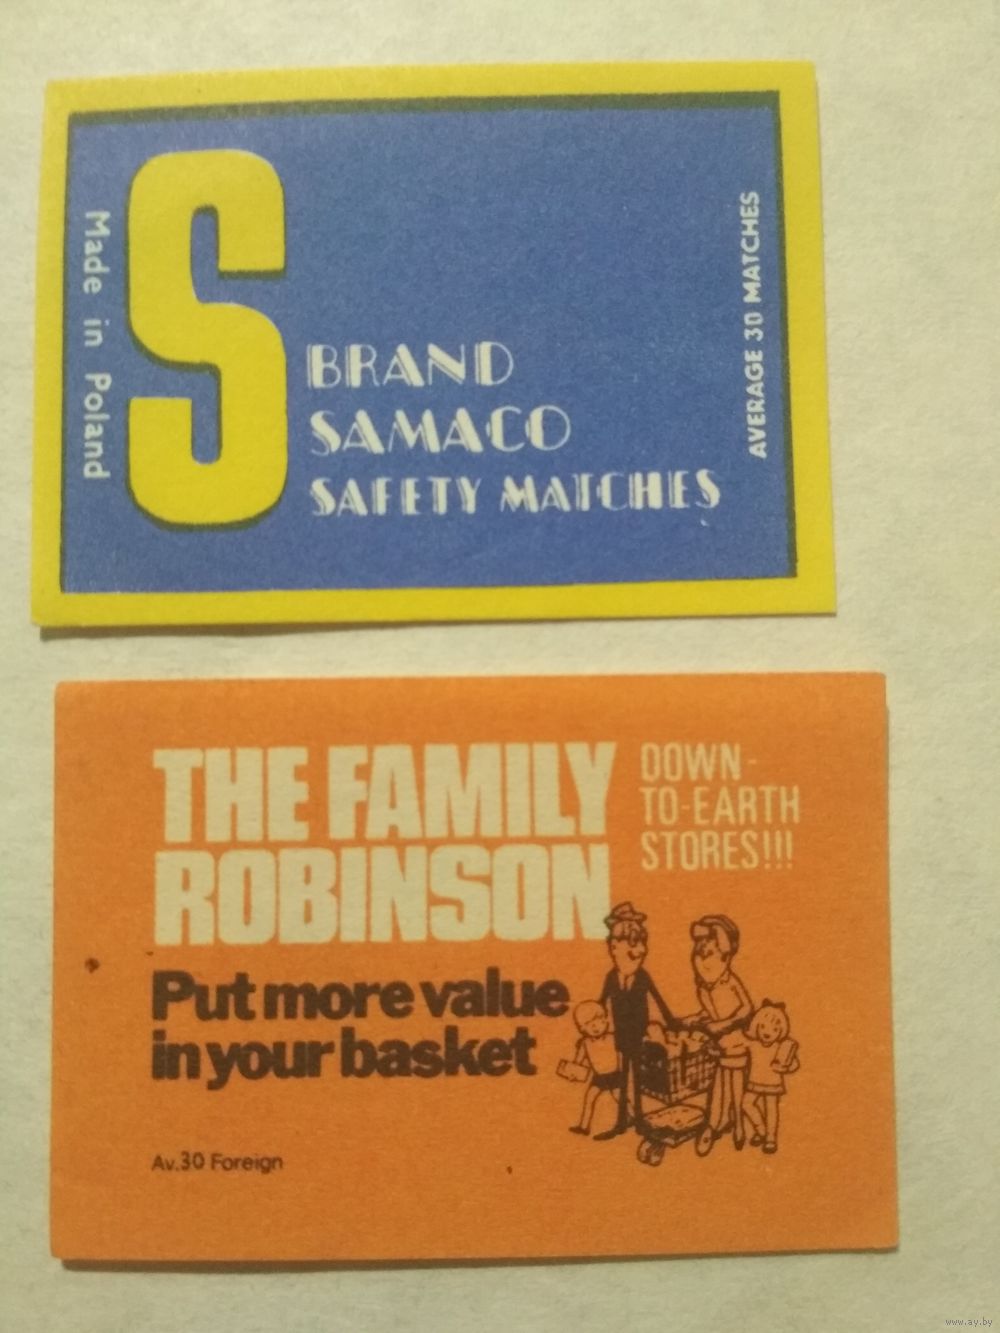 Made in Poland
S
BRAND
SAMACO
SAFETY MATCHES
AVERAGE 30 MATCHES
THE FAMILY
ROBINSON
DOWN-
TO-EARTH
STORES!!!
Put more value
in your basket
Av.30 Foreign
www.ay.by